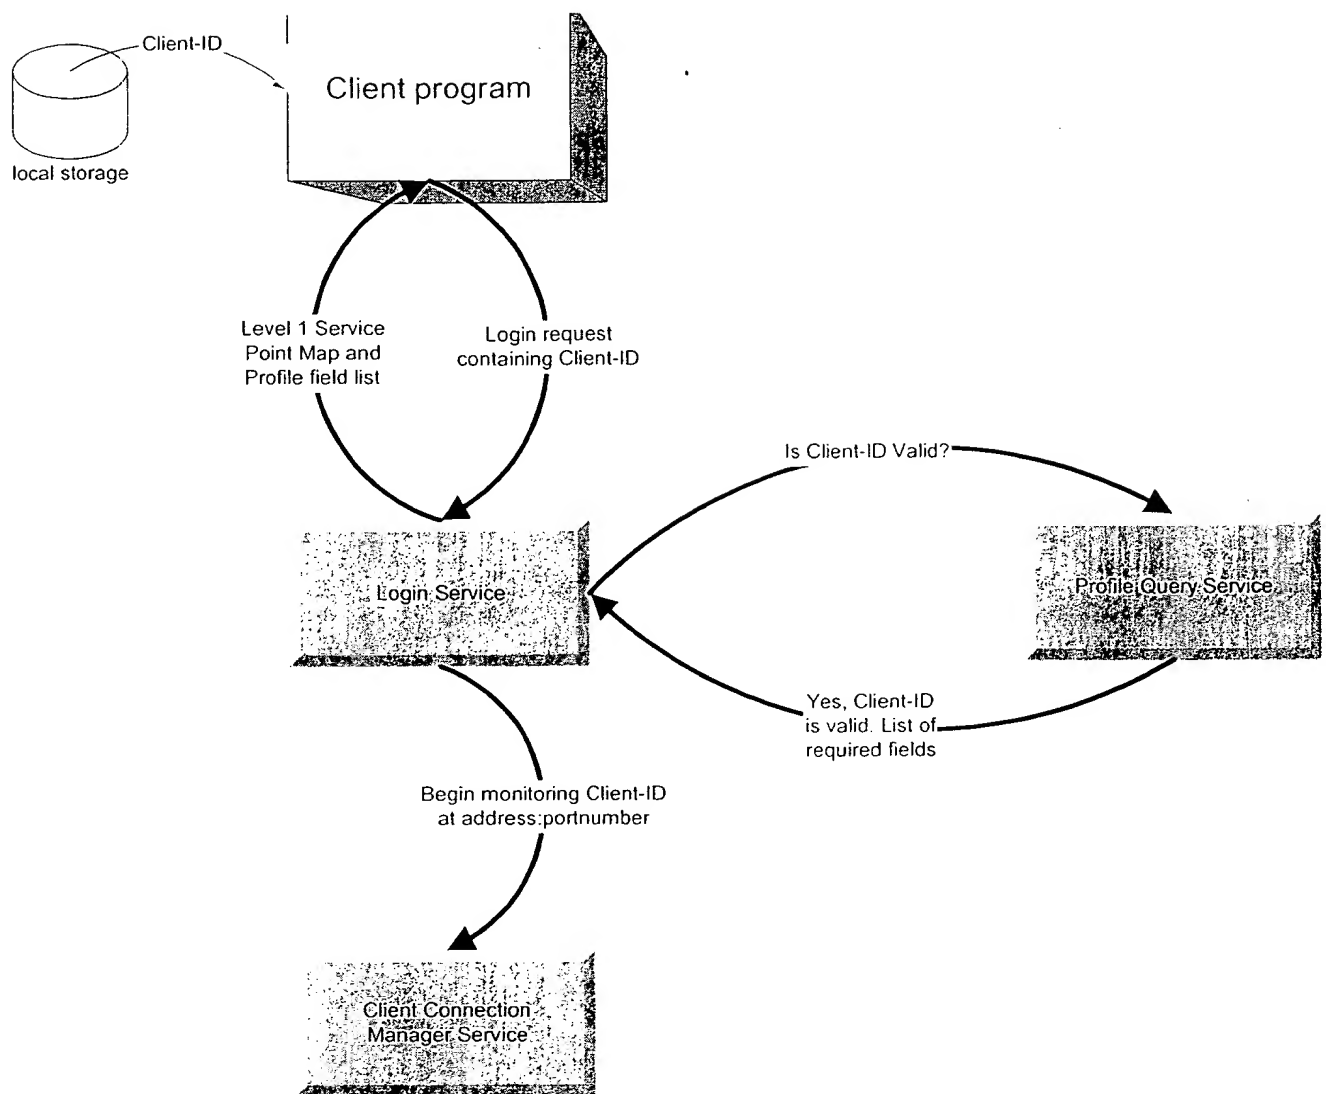 Client-ID
Client program
local storage
Level 1 Service
Point Map and
Profile field list
Login request
containing Client-ID
Is Client-ID Valid?
Login Service
Profile Query Service
Yes, Client-ID
is valid. List of
required fields
Begin monitoring Client-ID
at address:portnumber
Client Connection
Manager Service